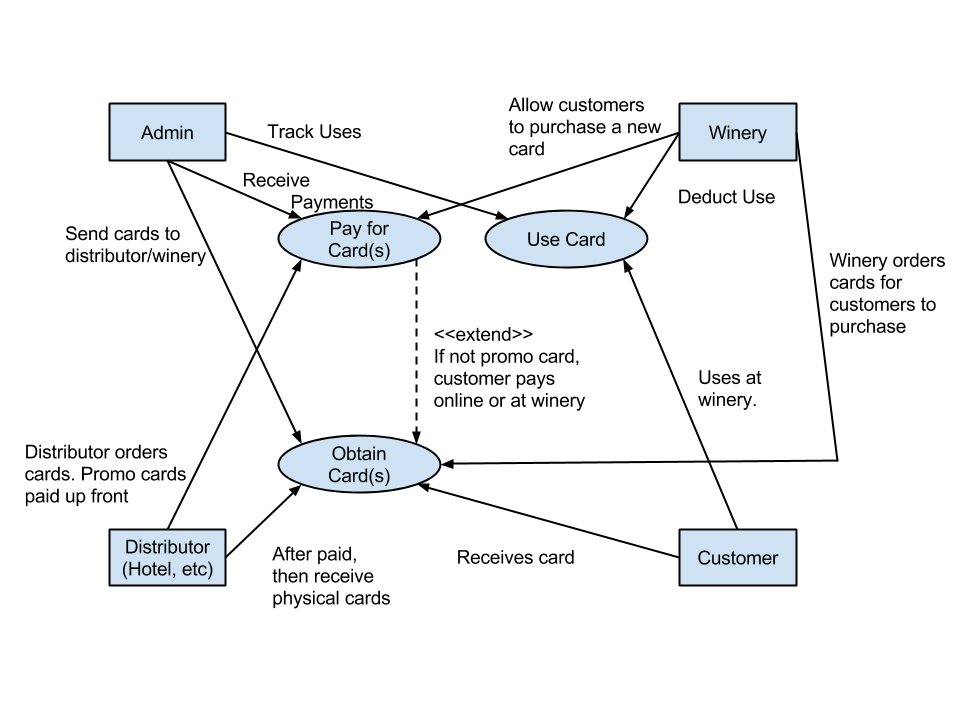 Admin
Track Uses
Allow customers
to purchase a new
card
Winery
Receive
Payments
Deduct Use
Send cards to
distributor/winery
Pay for
Card(s)
Use Card
Winery orders
cards for
customers to
purchase
<<extend>>
If not promo card,
customer pays
online or at winery
Uses at
winery.
Distributor orders
cards. Promo cards
paid up front
Obtain
Card(s)
Distributor
(Hotel, etc)
After paid,
then receive
physical cards
Receives card
Customer